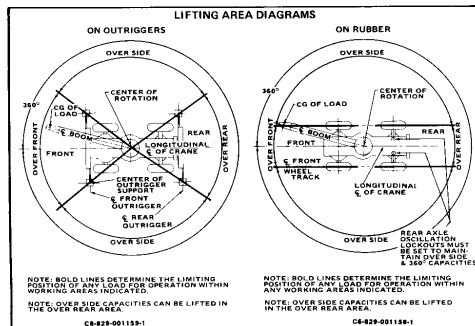 LIFTING AREA DIAGRAMS
ON OUTRIGGERS
OVER SIDE
360°
CG OF
LOAD
CENTER OF
ROTATION
℄ BOOM
OVER FRONT
FRONT
REAR
OVER REAR
LONGITUDINAL
℄ OF CRANE
CENTER OF
OUTRIGGER
SUPPORT
℄ FRONT
OUTRIGGER
℄ REAR
OUTRIGGER
OVER SIDE
NOTE: BOLD LINES DETERMINE THE LIMITING
POSITION OF ANY LOAD FOR OPERATION WITHIN
WORKING AREAS INDICATED.
NOTE: OVER SIDE CAPACITIES CAN BE LIFTED IN
THE OVER REAR AREA.
C6-829-001159-1
ON RUBBER
OVER SIDE
360°
CG OF LOAD
CENTER OF
ROTATION
℄ BOOM
OVER FRONT
FRONT
REAR
OVER REAR
℄ FRONT
WHEEL
TRACK
LONGITUDINAL
℄ OF CRANE
OVER SIDE
REAR AXLE
OSCILLATION
LOCKOUTS MUST
BE SET TO MAIN-
TAIN OVER SIDE
& 360° CAPACITIES
NOTE: BOLD LINES DETERMINE THE LIMITING
POSITION OF ANY LOAD FOR OPERATION WITHIN
ANY WORKING AREAS INDICATED.
NOTE: OVER SIDE CAPACITIES CAN BE LIFTED IN
THE OVER REAR AREA.
C6-829-001158-1